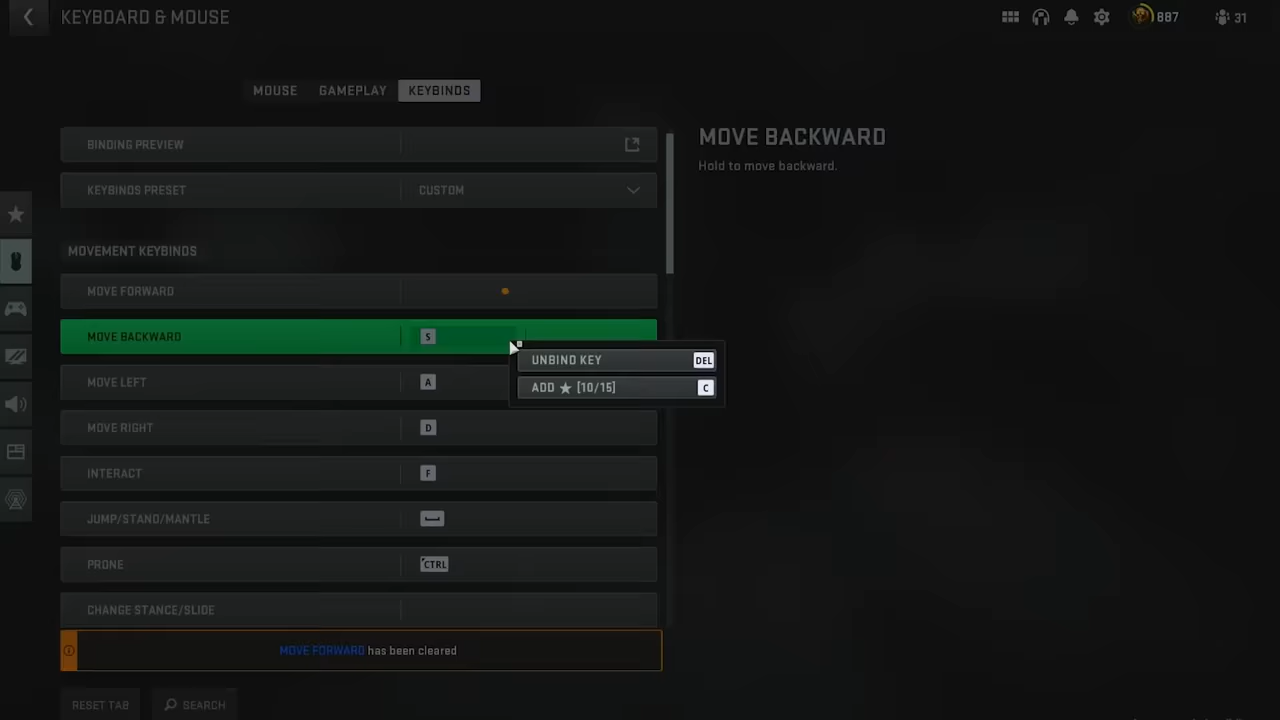 KEYBOARD & MOUSE
887
31
MOUSE
GAMEPLAY
KEYBINDS
BINDING PREVIEW
KEYBINDS PRESET
CUSTOM
MOVEMENT KEYBINDS
MOVE FORWARD
MOVE BACKWARD
S
MOVE LEFT
A
MOVE RIGHT
D
INTERACT
F
JUMP/STAND/MANTLE
PRONE
CTRL
CHANGE STANCE/SLIDE
MOVE FORWARD has been cleared
RESET TAB
SEARCH
UNBIND KEY
DEL
ADD ★ [10/15]
C
MOVE BACKWARD
Hold to move backward.